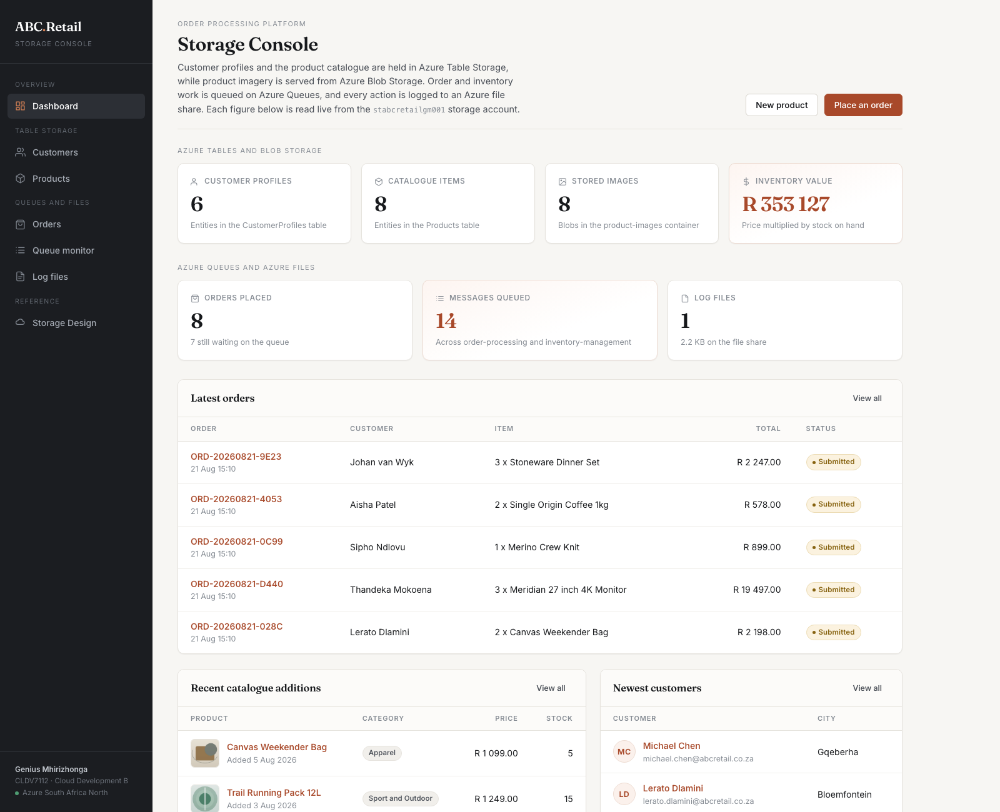 ABC.Retail
STORAGE CONSOLE
OVERVIEW
Dashboard
TABLE STORAGE
Customers
Products
QUEUES AND FILES
Orders
Queue monitor
Log files
REFERENCE
Storage Design
Genius Mhirizhonga
CLDV7112 · Cloud Development B
Azure South Africa North
ORDER PROCESSING PLATFORM
Storage Console
Customer profiles and the product catalogue are held in Azure Table Storage,
while product imagery is served from Azure Blob Storage. Order and inventory
work is queued on Azure Queues, and every action is logged to an Azure file
share. Each figure below is read live from the stabcretailgm001 storage account.
New product
Place an order
AZURE TABLES AND BLOB STORAGE
CUSTOMER PROFILES
6
Entities in the CustomerProfiles table
CATALOGUE ITEMS
8
Entities in the Products table
STORED IMAGES
8
Blobs in the product-images container
INVENTORY VALUE
R 353 127
Price multiplied by stock on hand
AZURE QUEUES AND AZURE FILES
ORDERS PLACED
8
7 still waiting on the queue
MESSAGES QUEUED
14
Across order-processing and inventory-management
LOG FILES
1
2.2 KB on the file share
Latest orders
View all
ORDER CUSTOMER ITEM TOTAL STATUS
ORD-20260821-9E23
21 Aug 15:10
Johan van Wyk
3 x Stoneware Dinner Set
R 2 247.00
Submitted
ORD-20260821-4053
21 Aug 15:10
Aisha Patel
2 x Single Origin Coffee 1kg
R 578.00
Submitted
ORD-20260821-0C99
21 Aug 15:10
Sipho Ndlovu
1 x Merino Crew Knit
R 899.00
Submitted
ORD-20260821-D440
21 Aug 15:10
Thandeka Mokoena
3 x Meridian 27 inch 4K Monitor
R 19 497.00
Submitted
ORD-20260821-028C
21 Aug 15:10
Lerato Dlamini
2 x Canvas Weekender Bag
R 2 198.00
Submitted
Recent catalogue additions
View all
PRODUCT CATEGORY PRICE STOCK
Canvas Weekender Bag
Added 5 Aug 2026
Apparel
R 1 099.00
5
Trail Running Pack 12L
Added 3 Aug 2026
Sport and Outdoor
R 1 249.00
15
Newest customers
View all
CUSTOMER CITY
MC
Michael Chen
michael.chen@abcretail.co.za
Gqeberha
LD
Lerato Dlamini
lerato.dlamini@abcretail.co.za
Bloemfontein